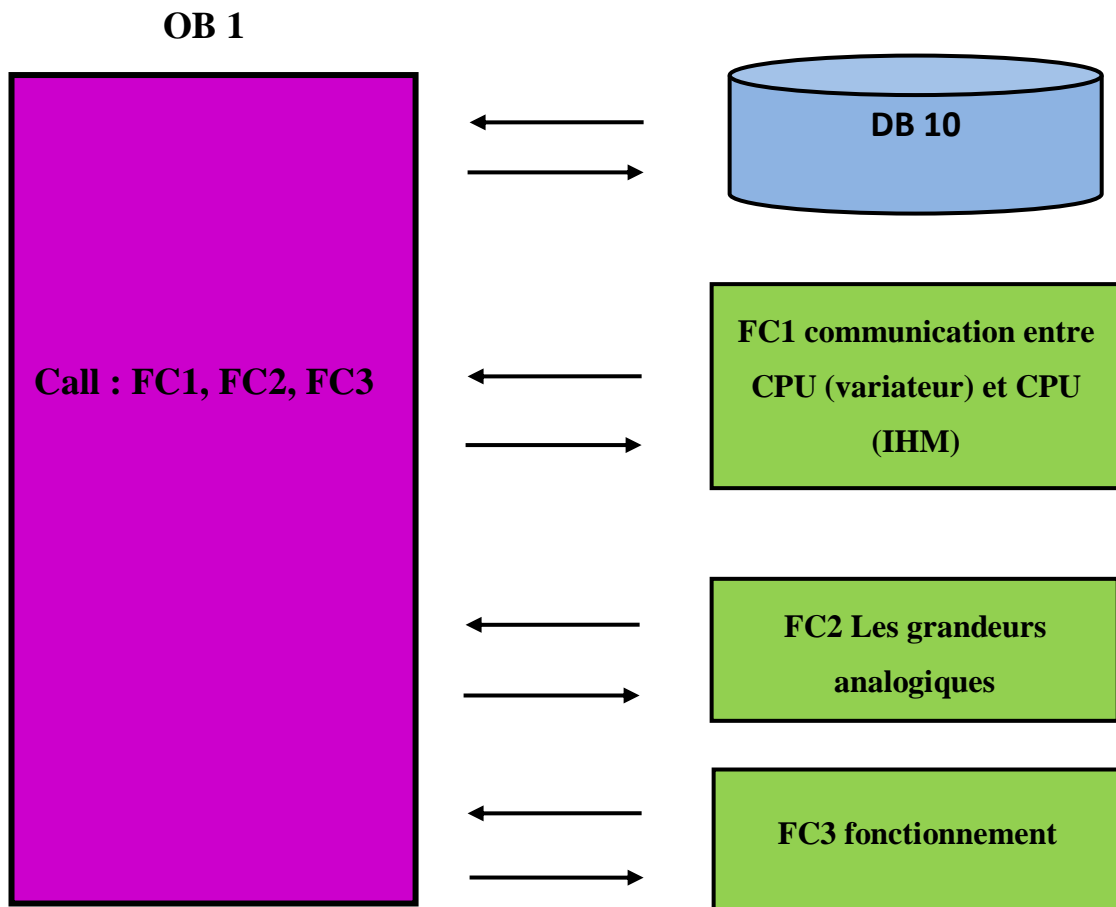 OB 1
DB 10
FC1 communication entre
CPU (variateur) et CPU
(IHM)
Call : FC1, FC2, FC3
FC2 Les grandeurs
analogiques
FC3 fonctionnement